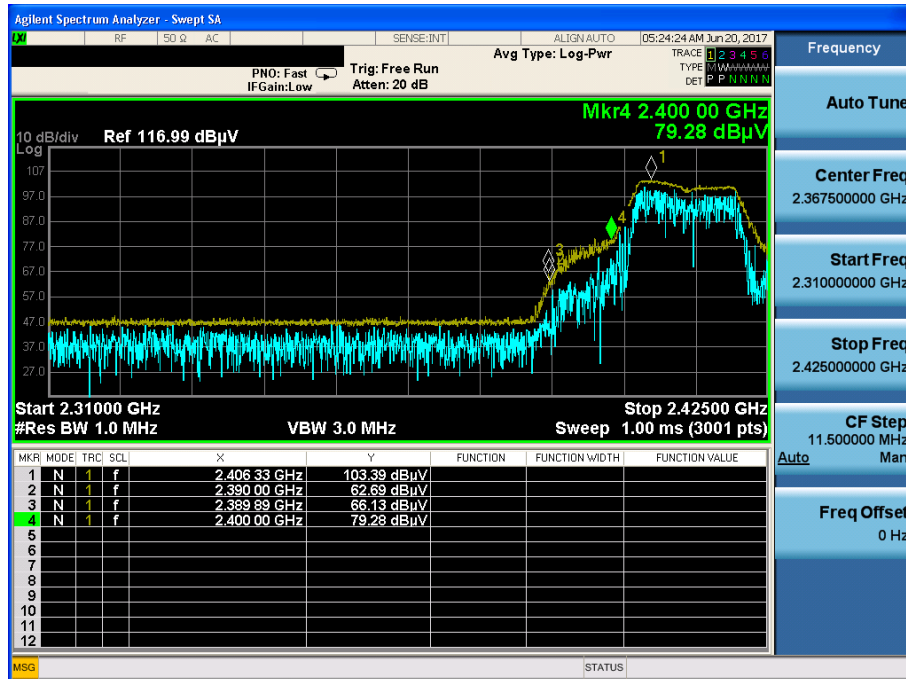 Agilent Spectrum Analyzer - Swept SA
LXI RF 50 Ω AC SENSE:INT ALIGN AUTO 05:24:24 AM Jun 20, 2017
PNO: Fast Trig: Free Run Avg Type: Log-Pwr TRACE 1 2 3 4 5 6
IFGain:Low Atten: 20 dB TYPE M W
DET P P N N N N
Mkr4 2.400 00 GHz
79.28 dBµV
10 dB/div Ref 116.99 dBµV
Log
107
97.0
87.0
77.0
67.0
57.0
47.0
37.0
27.0
1
4
3
Start 2.31000 GHz Stop 2.42500 GHz
#Res BW 1.0 MHz VBW 3.0 MHz Sweep 1.00 ms (3001 pts)
MKR MODE TRC SCL X Y FUNCTION FUNCTION WIDTH FUNCTION VALUE
1 N 1 f 2.406 33 GHz 103.39 dBµV
2 N 1 f 2.390 00 GHz 62.69 dBµV
3 N 1 f 2.389 89 GHz 66.13 dBµV
4 N 1 f 2.400 00 GHz 79.28 dBµV
5
6
7
8
9
10
11
12
MSG STATUS
Frequency
Auto Tune
Center Freq
2.367500000 GHz
Start Freq
2.310000000 GHz
Stop Freq
2.425000000 GHz
CF Step
11.500000 MHz
Auto Man
Freq Offset
0 Hz